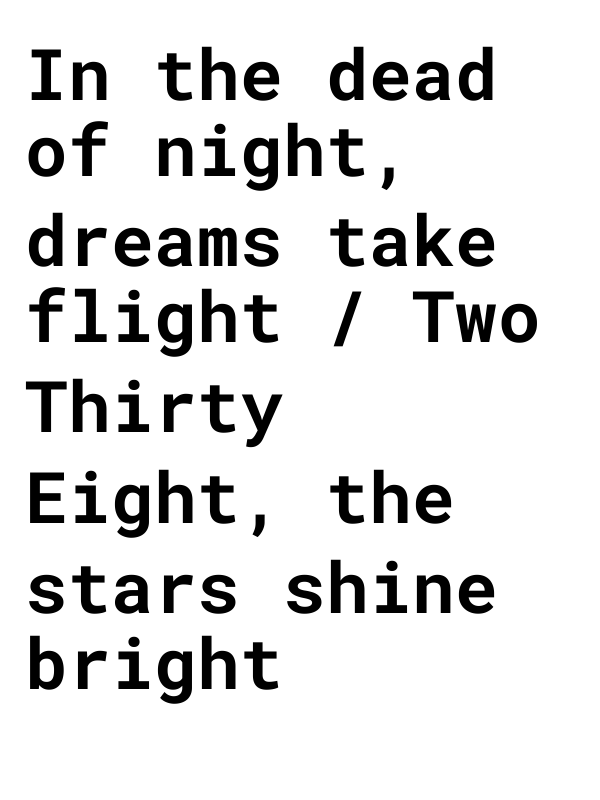 In the dead
of night,
dreams take
flight / Two
Thirty
Eight, the
stars shine
bright